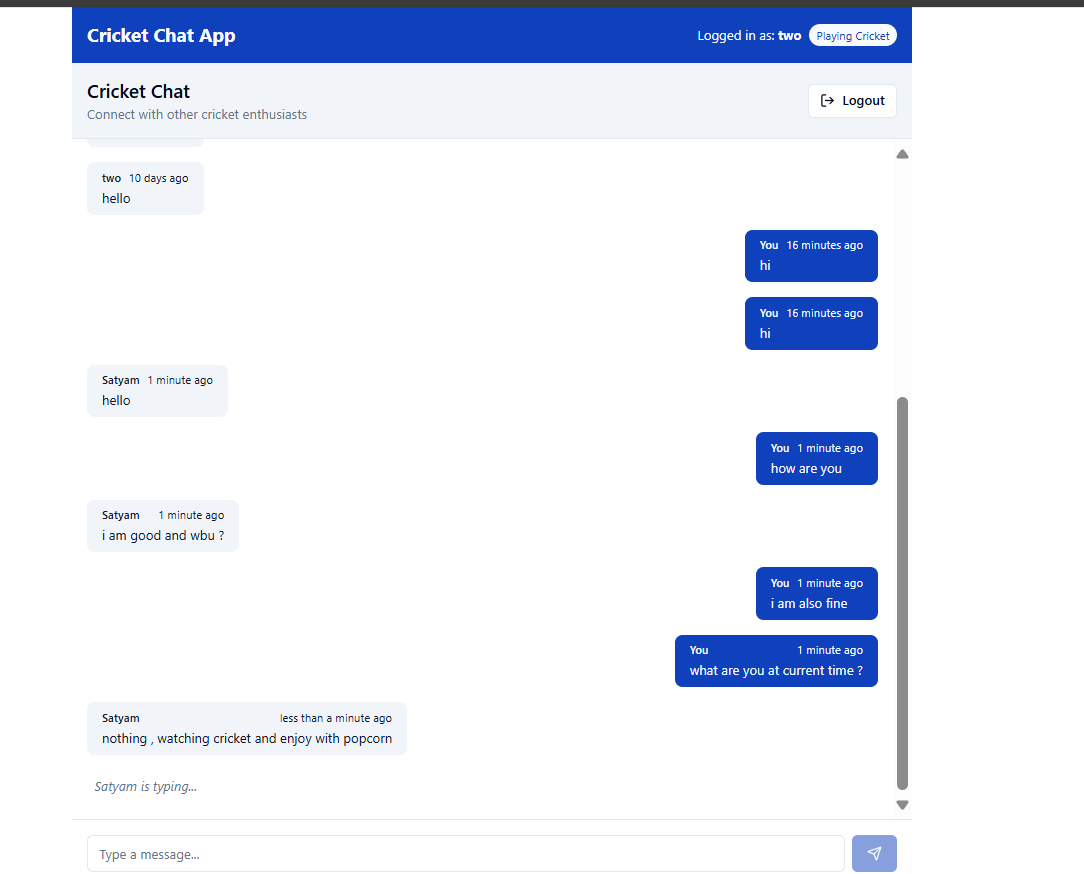 Cricket Chat App
Logged in as: two Playing Cricket
Cricket Chat
Connect with other cricket enthusiasts
Logout
two 10 days ago
hello
You 16 minutes ago
hi
You 16 minutes ago
hi
Satyam 1 minute ago
hello
You 1 minute ago
how are you
Satyam 1 minute ago
i am good and wbu ?
You 1 minute ago
i am also fine
You 1 minute ago
what are you at current time ?
Satyam less than a minute ago
nothing , watching cricket and enjoy with popcorn
Satyam is typing...
Type a message...